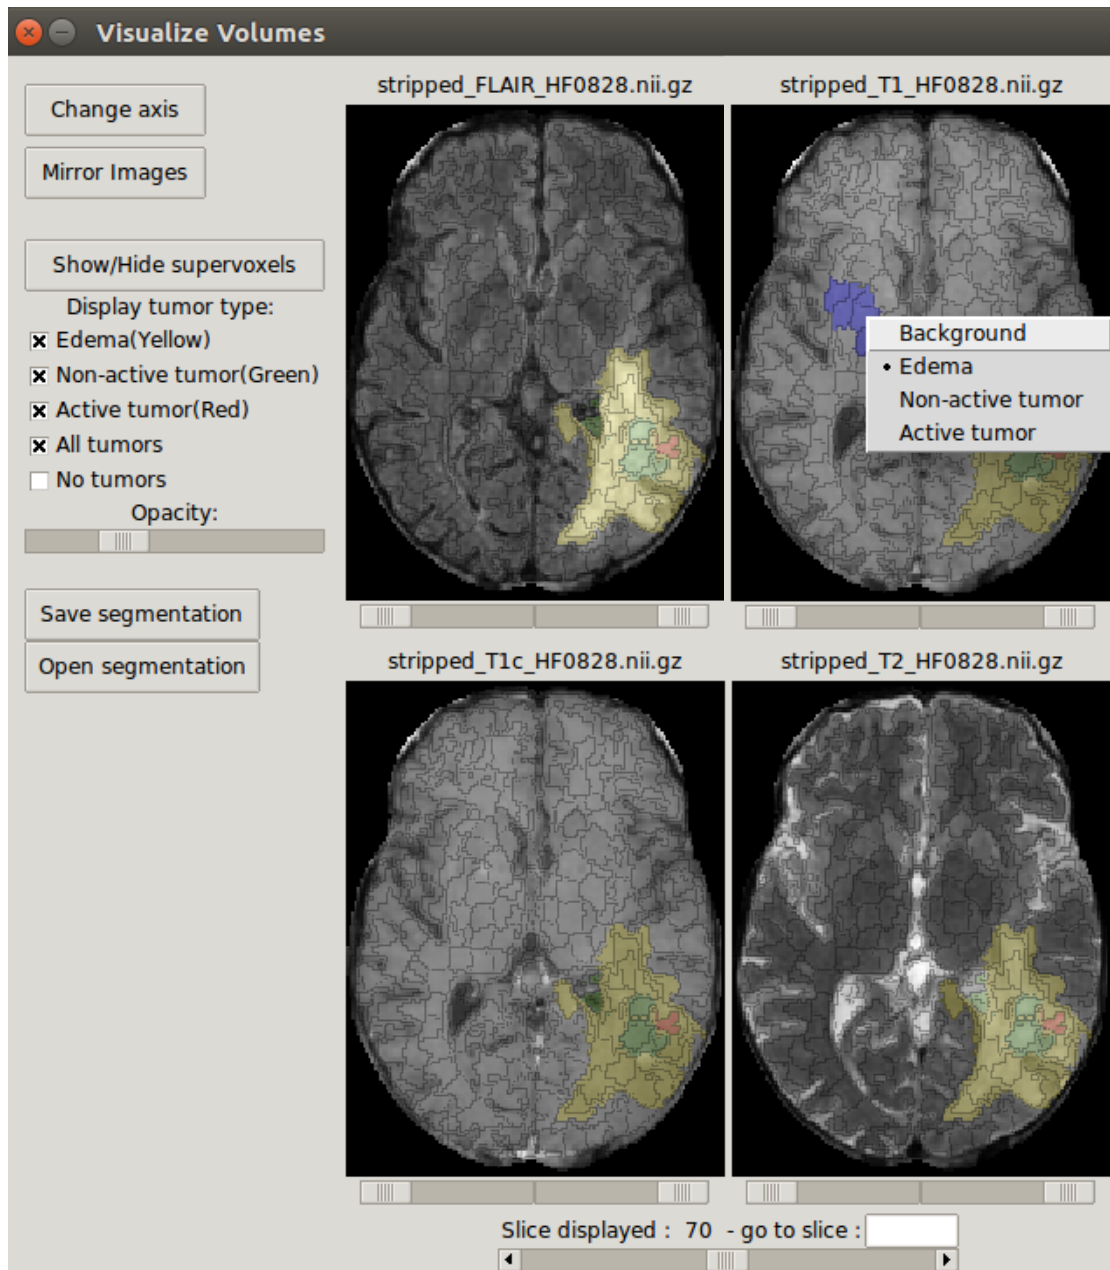 Visualize Volumes
Change axis
Mirror Images
Show/Hide supervoxels
Display tumor type:
Edema(Yellow)
Non-active tumor(Green)
Active tumor(Red)
All tumors
No tumors
Opacity:
Save segmentation
Open segmentation
stripped_FLAIR_HF0828.nii.gz
stripped_T1_HF0828.nii.gz
Background
Edema
Non-active tumor
Active tumor
stripped_T1c_HF0828.nii.gz
stripped_T2_HF0828.nii.gz
Slice displayed : 70 - go to slice :